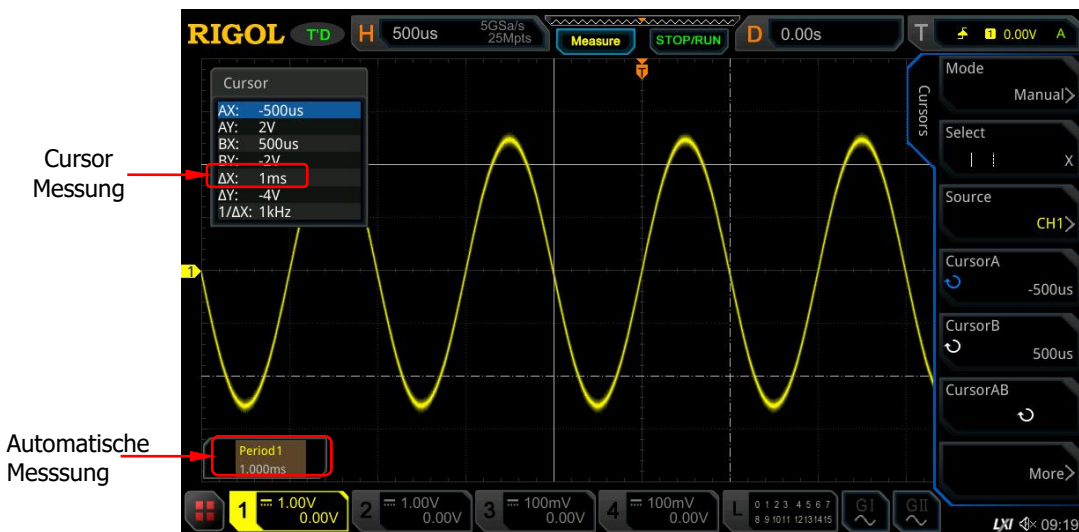 RIGOL T'D H 500us 5GSa/s 25Mpts Measure STOP/RUN D 0.00s T 1 0.00V A
T
Cursor
AX: -500us
AY: 2V
BX: 500us
BY: -2V
ΔX: 1ms
ΔY: -4V
1/ΔX: 1kHz
Cursor
Messung
1
Cursors
Mode
Manual>
Select
X
Source
CH1>
CursorA
-500us
CursorB
500us
CursorAB
More>
Automatische
Messsung
Period1
1.000ms
1 1.00V 0.00V
2 1.00V 0.00V
3 100mV 0.00V
4 100mV 0.00V
L 0 1 2 3 4 5 6 7
8 9 10 11 12 13 14 15
GI
GII
LXI 09:19